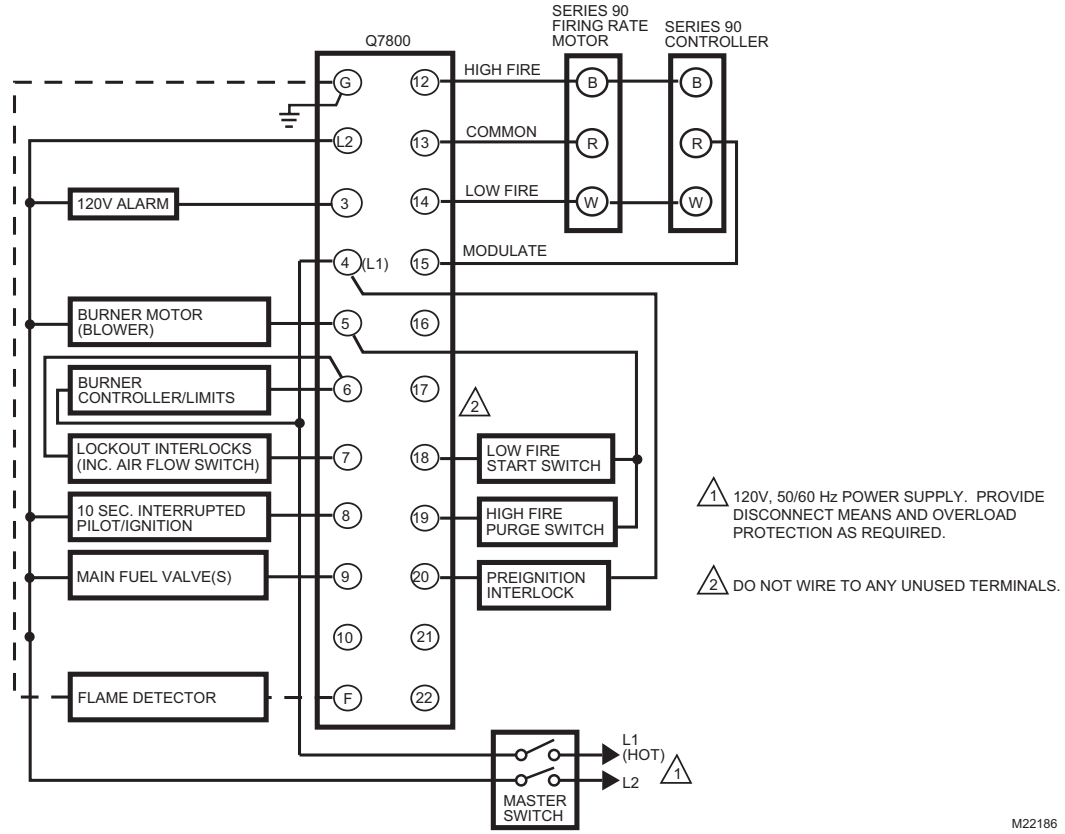 SERIES 90
FIRING RATE
MOTOR
SERIES 90
CONTROLLER
Q7800
G
12
HIGH FIRE
B
B
L2
13
COMMON
R
R
120V ALARM
3
14
LOW FIRE
W
W
4
(L1)
15
MODULATE
BURNER MOTOR
(BLOWER)
5
16
BURNER
CONTROLLER/LIMITS
6
17
2
LOCKOUT INTERLOCKS
(INC. AIR FLOW SWITCH)
7
18
LOW FIRE
START SWITCH
10 SEC. INTERRUPTED
PILOT/IGNITION
8
19
HIGH FIRE
PURGE SWITCH
1
120V, 50/60 Hz POWER SUPPLY. PROVIDE
DISCONNECT MEANS AND OVERLOAD
PROTECTION AS REQUIRED.
MAIN FUEL VALVE(S)
9
20
PREIGNITION
INTERLOCK
2
DO NOT WIRE TO ANY UNUSED TERMINALS.
10
21
FLAME DETECTOR
F
22
L1
(HOT)
L2
1
MASTER
SWITCH
M22186